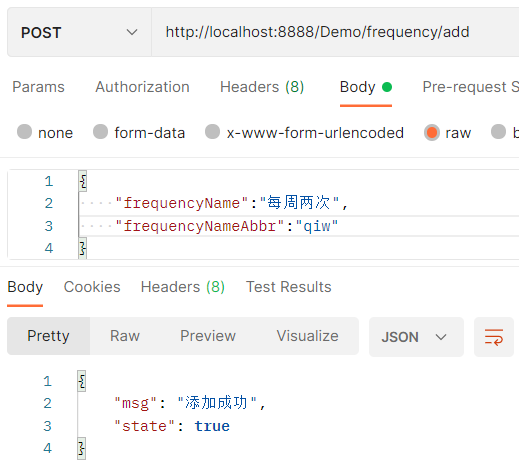 POST http://localhost:8888/Demo/frequency/add
Params Authorization Headers (8) Body Pre-request S
none form-data x-www-form-urlencoded raw b
1 {
2 "frequencyName":"每周两次",
3 "frequencyNameAbbr":"qiw"
4 }
Body Cookies Headers (8) Test Results
Pretty Raw Preview Visualize JSON
1 {
2 "msg": "添加成功",
3 "state": true
4 }